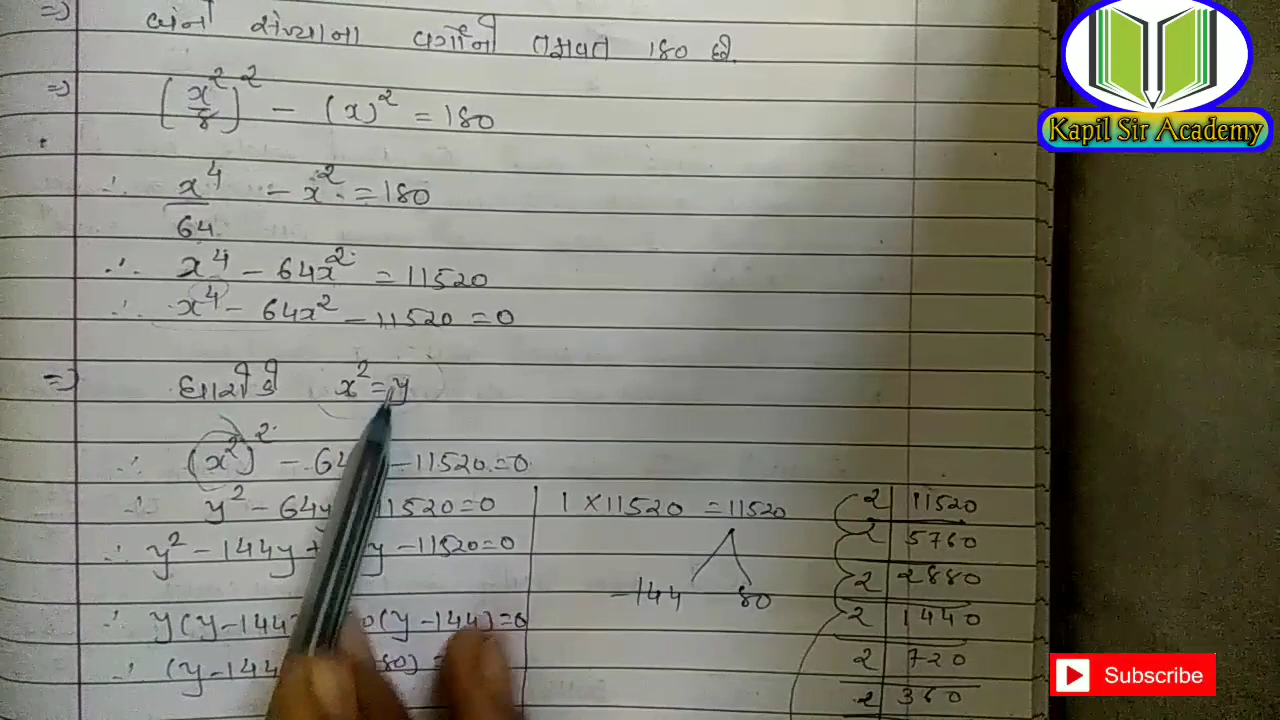 => બંને સંખ્યાના વર્ગોનો તફાવત 180 છે.
=> (x²/8)² - (x)² = 180
∴ x⁴/64 - x² = 180
∴ x⁴ - 64x² = 11520
∴ x⁴ - 64x² - 11520 = 0
=> ધારો કે x² = y
∴ (x²)² - 64 - 11520 = 0
∴ y² - 64y 11520 = 0
∴ y² - 144y + y - 11520 = 0
∴ y(y - 144 0(y - 144) = 0
∴ (y - 144 80) =
1 × 11520 = 11520
-144 80
2 | 11520
2 | 5760
2 | 2880
2 | 1440
2 | 720
2 | 360
Kapil Sir Academy
Subscribe